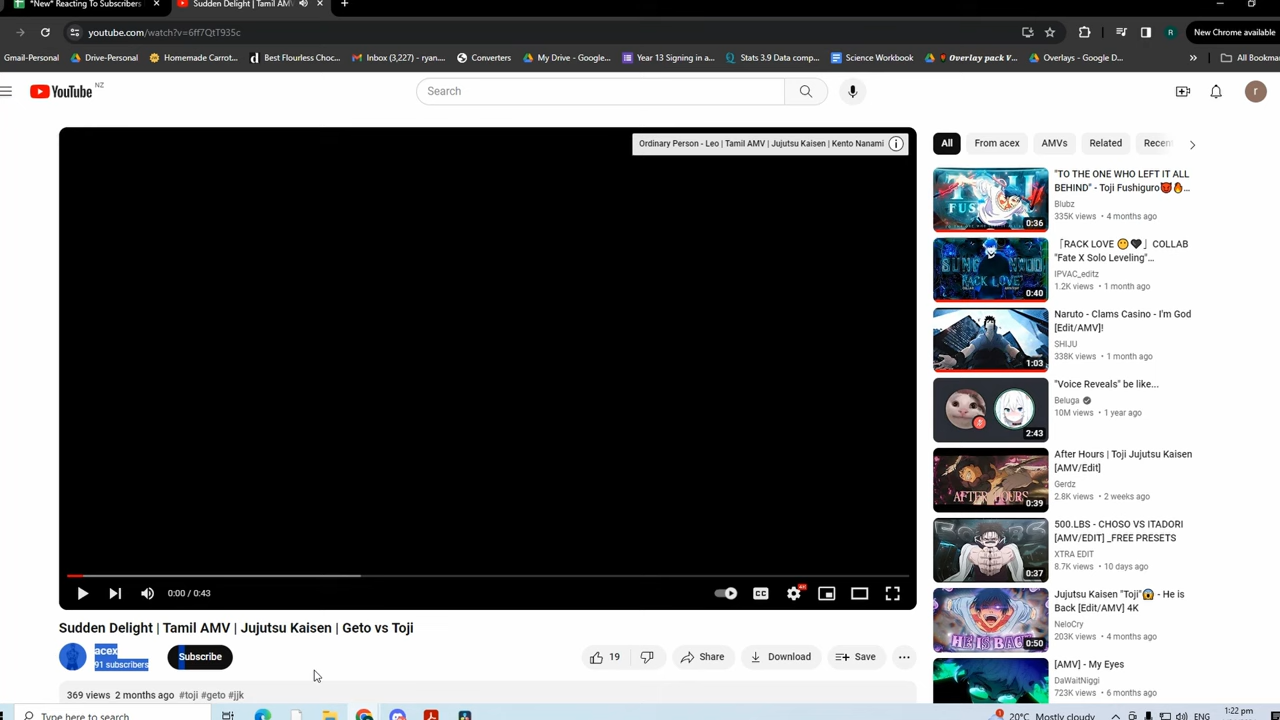 *New* Reacting To Subscribers
Sudden Delight | Tamil AMV
youtube.com/watch?v=6ff7QtT935c
New Chrome available
Gmail-Personal
Drive-Personal
Homemade Carrot...
Best Flourless Choc...
Inbox (3,227) - ryan...
Converters
My Drive - Google...
Year 13 Signing in a...
Stats 3.9 Data comp...
Science Workbook
Overlay pack V...
Overlays - Google D...
All Bookmar
YouTube NZ
Search
r
Ordinary Person - Leo | Tamil AMV | Jujutsu Kaisen | Kento Nanami
0:00 / 0:43
Sudden Delight | Tamil AMV | Jujutsu Kaisen | Geto vs Toji
acex
91 subscribers
Subscribe
19
Share
Download
Save
369 views 2 months ago #toji #geto #jjk
All
From acex
AMVs
Related
Recen
"TO THE ONE WHO LEFT IT ALL
BEHIND" - Toji Fushiguro👹🔥...
Blubz
335K views • 4 months ago
0:36
「RACK LOVE 😶🖤」 COLLAB
"Fate X Solo Leveling"...
IPVAC_editz
1.2K views • 1 month ago
RACK LOVE
0:40
Naruto - Clams Casino - I'm God
[Edit/AMV]!
SHIJU
338K views • 1 month ago
1:03
"Voice Reveals" be like...
Beluga
10M views • 1 year ago
2:43
After Hours | Toji Jujutsu Kaisen
[AMV/Edit]
Gerdz
2.8K views • 2 weeks ago
AFTER HOURS
0:39
500.LBS - CHOSO VS ITADORI
[AMV/EDIT] _FREE PRESETS
XTRA EDIT
8.7K views • 10 days ago
0:37
Jujutsu Kaisen "Toji"😱 - He is
Back [Edit/AMV] 4K
NeloCry
203K views • 4 months ago
HE IS BACK
0:50
[AMV] - My Eyes
DaWaitNiggi
723K views • 6 months ago
Type here to search
20°C Mostly cloudy
ENG
1:22 pm